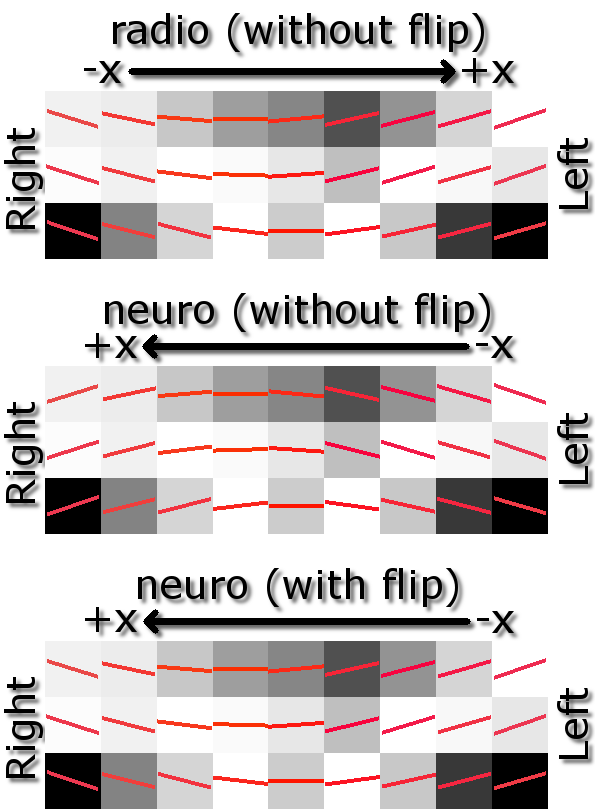 radio (without flip)
-x +x
Right Left
neuro (without flip)
+x -x
Right Left
neuro (with flip)
+x -x
Right Left